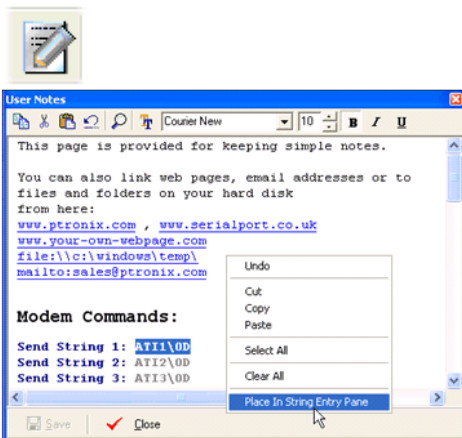 User Notes
Courier New 10 B I U
This page is provided for keeping simple notes.
You can also link web pages, email addresses or to
files and folders on your hard disk
from here:
www.ptronix.com , www.serialport.co.uk
www.your-own-webpage.com
file:\\c:\windows\temp\
mailto:sales@ptronix.com
Modem Commands:
Send String 1: ATI1\0D
Send String 2: ATI2\0D
Send String 3: ATI3\0D
Undo
Cut
Copy
Paste
Select All
Clear All
Place In String Entry Pane
Save Close